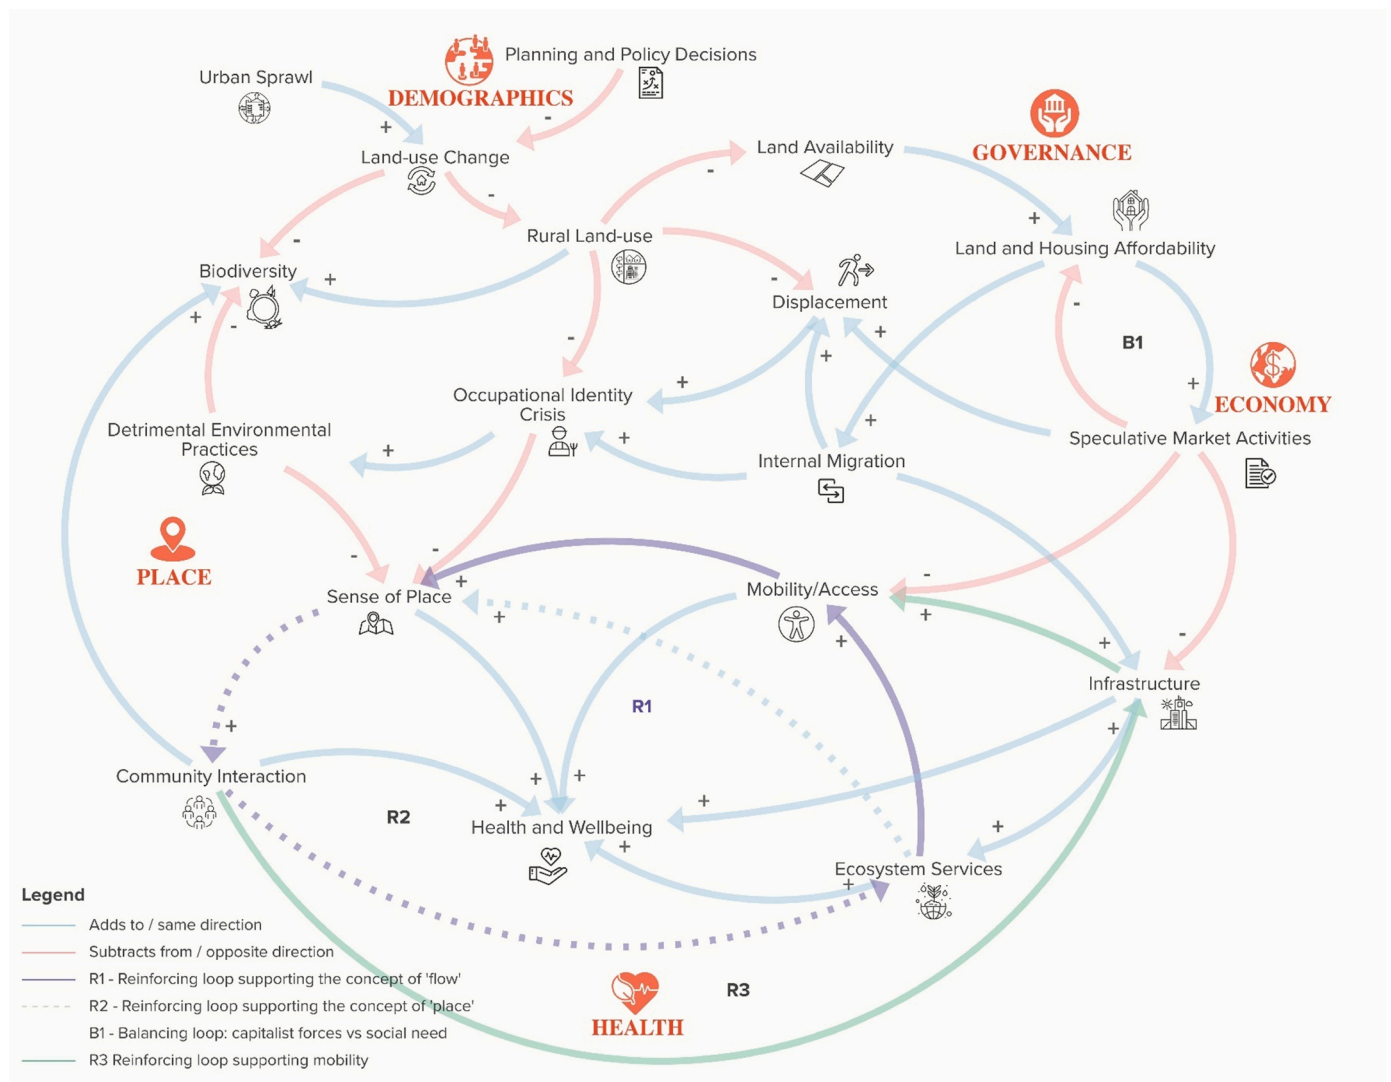 Planning and Policy Decisions
Urban Sprawl
DEMOGRAPHICS
+
-
Land Availability
GOVERNANCE
Land-use Change
-
-
+
Rural Land-use
Land and Housing Affordability
-
Biodiversity
+
-
Displacement
-
+
-
-
+
+
B1
+
+
ECONOMY
Occupational Identity
Crisis
+
Detrimental Environmental
Practices
+
+
Speculative Market Activities
Internal Migration
-
-
PLACE
-
+
Mobility/Access
Sense of Place
+
+
+
+
-
Infrastructure
R1
+
+
Community Interaction
+
+
+
+
R2
Health and Wellbeing
+
+
Ecosystem Services
+
Legend
Adds to / same direction
Subtracts from / opposite direction
R1 - Reinforcing loop supporting the concept of 'flow'
R2 - Reinforcing loop supporting the concept of 'place'
B1 - Balancing loop: capitalist forces vs social need
R3 Reinforcing loop supporting mobility
R3
HEALTH